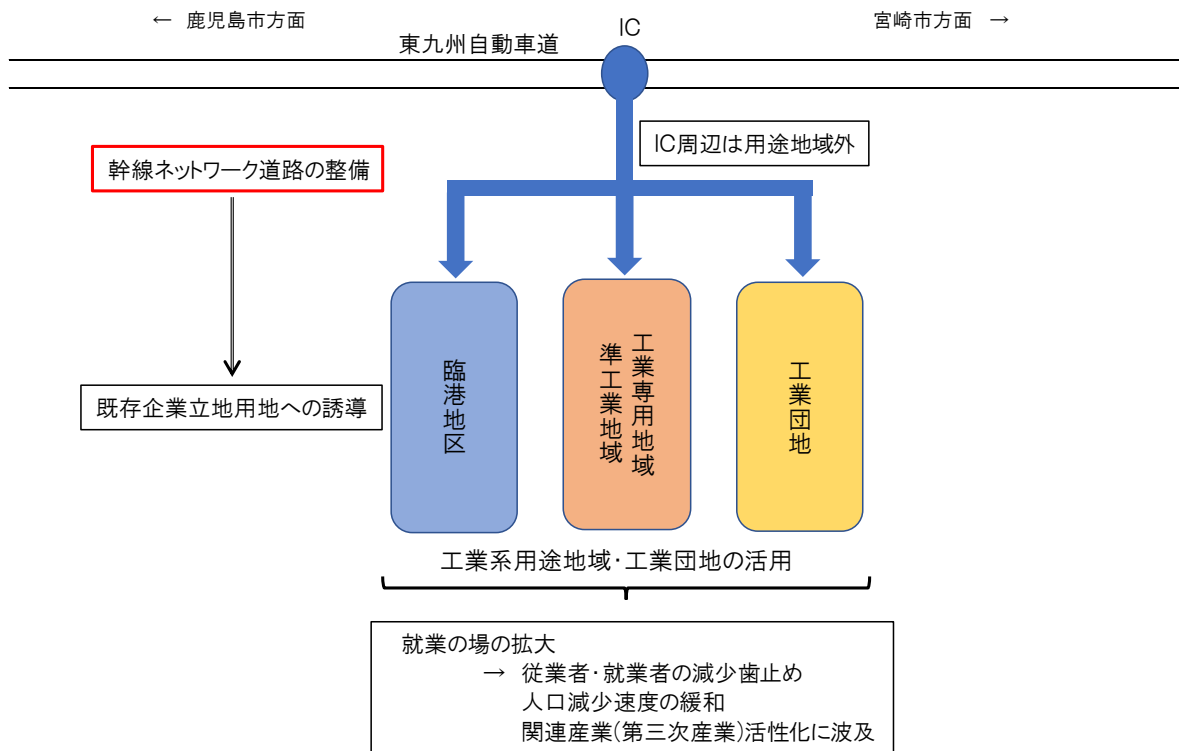 ← 鹿児島市方面
IC
宮崎市方面 →
東九州自動車道
IC周辺は用途地域外
幹線ネットワーク道路の整備
既存企業立地用地への誘導
臨港地区
工業専用地域
準工業地域
工業団地
工業系用途地域・工業団地の活用
就業の場の拡大
→ 従業者・就業者の減少歯止め
人口減少速度の緩和
関連産業(第三次産業)活性化に波及